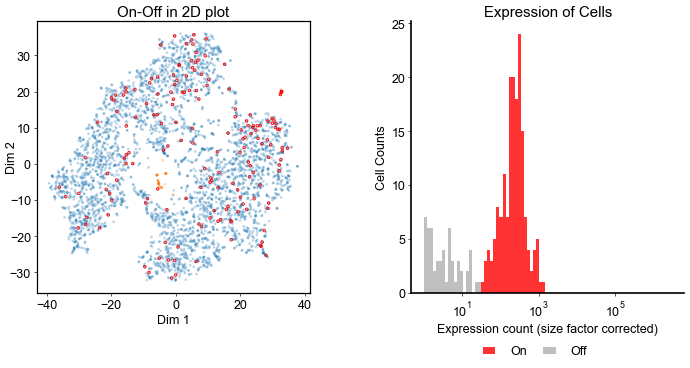 On-Off in 2D plot
Dim 2
30
20
10
0
−10
−20
−30
−40
−20
0
20
40
Dim 1
Expression of Cells
Cell Counts
25
20
15
10
5
0
10^1
10^3
10^5
Expression count (size factor corrected)
On
Off